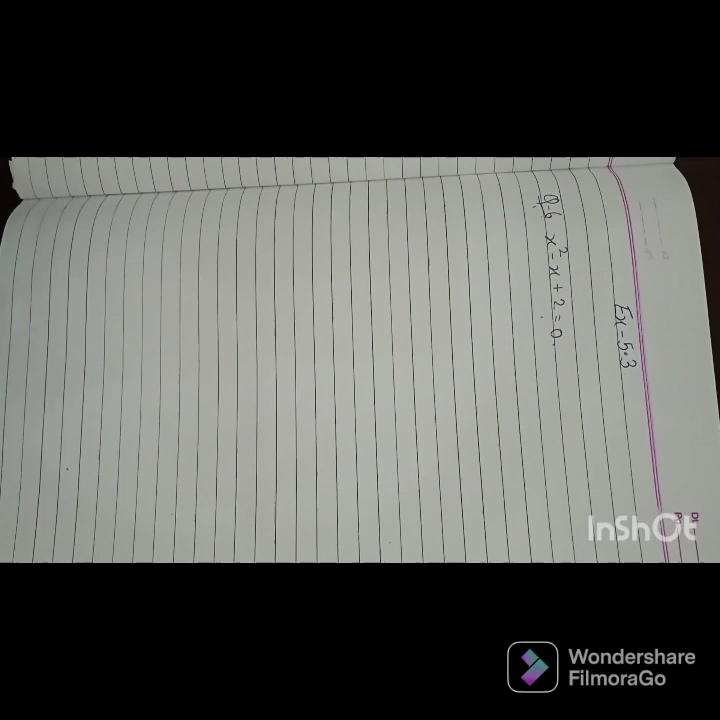 Ex - 5.3
Q.6 x² - x + 2 = 0.
InShOt
Wondershare
FilmoraGo